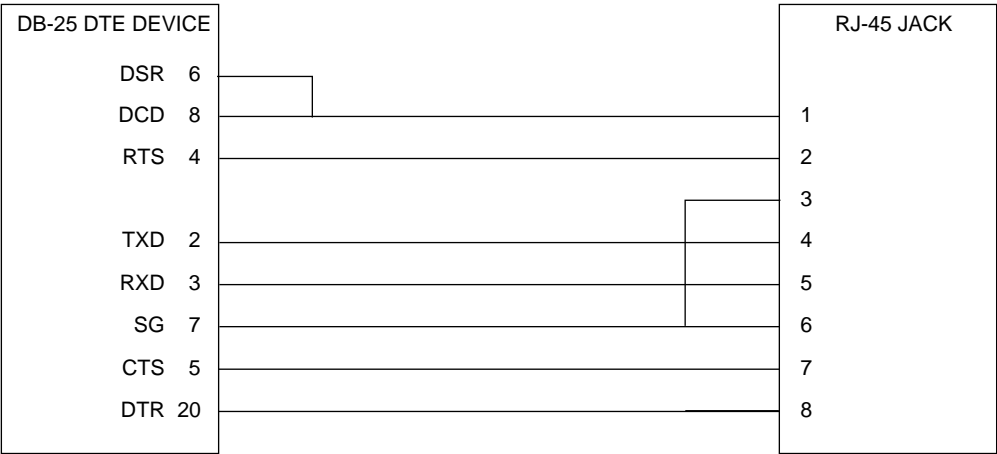 DB-25 DTE DEVICE RJ-45 JACK
DSR 6
DCD 8 1
RTS 4 2
3
TXD 2 4
RXD 3 5
SG 7 6
CTS 5 7
DTR 20 8